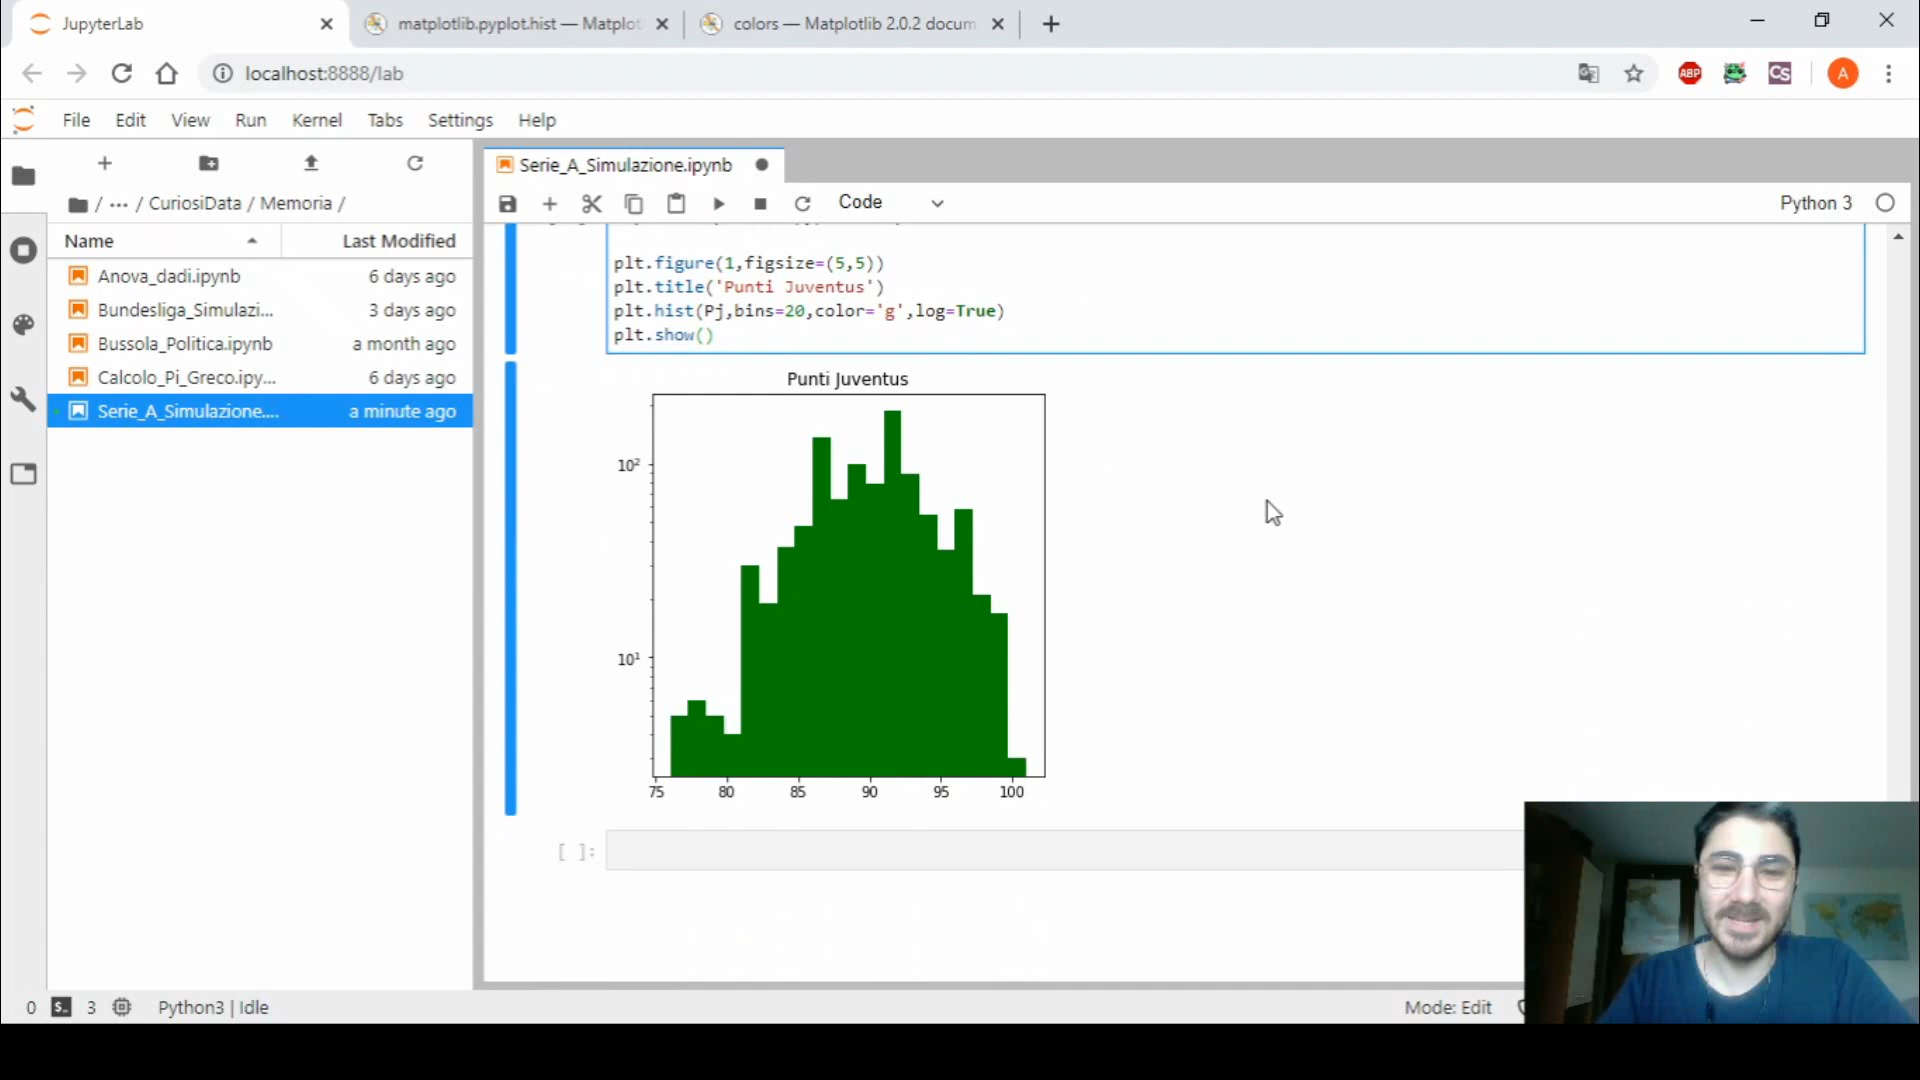 JupyterLab
matplotlib.pyplot.hist — Matplot
colors — Matplotlib 2.0.2 docum
localhost:8888/lab
ABP
CS
A
File Edit View Run Kernel Tabs Settings Help
Serie_A_Simulazione.ipynb
/ ··· / CuriosiData / Memoria /
Code
Python 3
Name Last Modified
Anova_dadi.ipynb 6 days ago
Bundesliga_Simulazi... 3 days ago
Bussola_Politica.ipynb a month ago
Calcolo_Pi_Greco.ipy... 6 days ago
Serie_A_Simulazione.... a minute ago
plt.figure(1,figsize=(5,5))
plt.title('Punti Juventus')
plt.hist(Pj,bins=20,color='g',log=True)
plt.show()
Punti Juventus
10²
10¹
75 80 85 90 95 100
[ ]:
0 $_ 3 Python3 | Idle
Mode: Edit